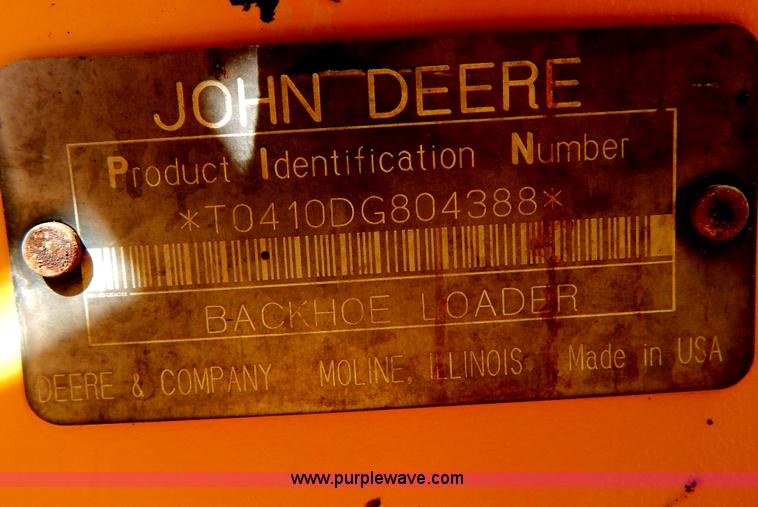 JOHN DEERE
Product Identification Number
*T0410DG804388*
BACKHOE LOADER
DEERE & COMPANY MOLINE, ILLINOIS Made in USA
www.purplewave.com